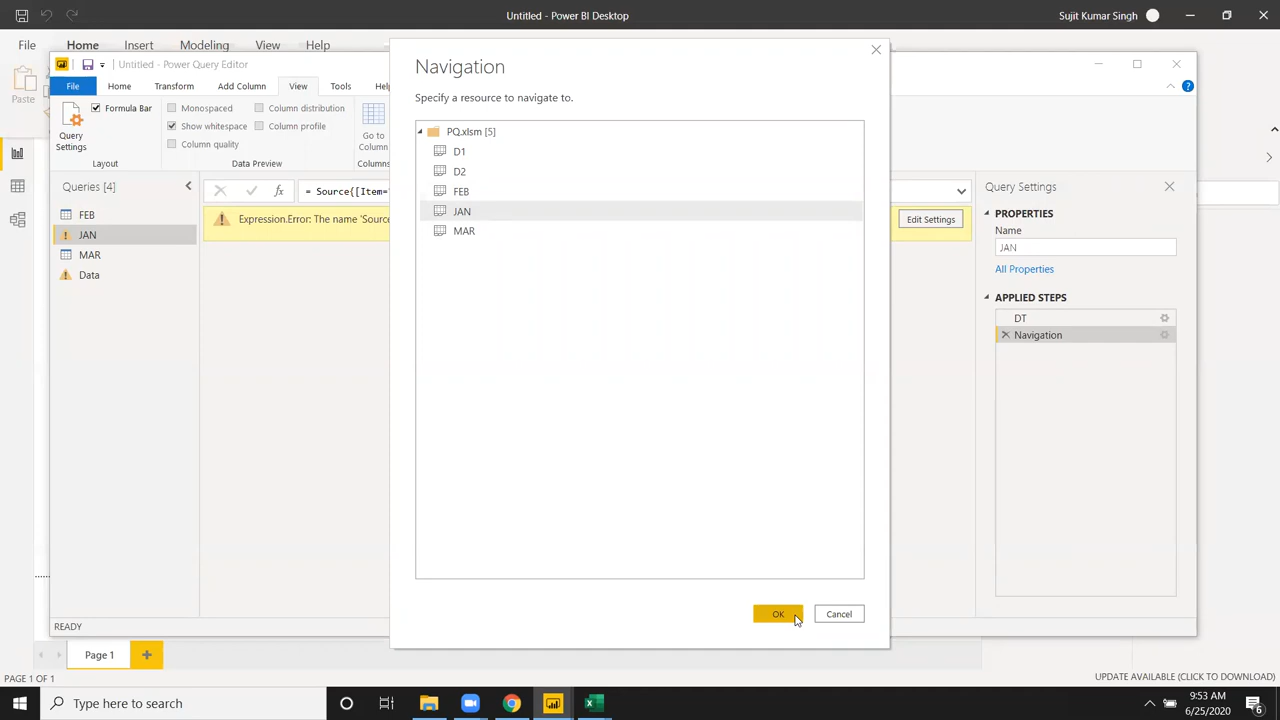 Untitled - Power BI Desktop
Sujit Kumar Singh
File Home Insert Modeling View Help
Paste
Untitled - Power Query Editor
File Home Transform Add Column View Tools
Query Settings
Formula Bar
Monospaced
Show whitespace
Column quality
Column distribution
Column profile
Go to Column
Layout
Data Preview
Columns
Queries [4]
FEB
JAN
MAR
Data
fx
= Source{[Item=
Expression.Error: The name 'Source
Edit Settings
Navigation
Specify a resource to navigate to.
PQ.xlsm [5]
D1
D2
FEB
JAN
MAR
OK
Cancel
Query Settings
PROPERTIES
Name
JAN
All Properties
APPLIED STEPS
DT
Navigation
READY
Page 1
PAGE 1 OF 1
UPDATE AVAILABLE (CLICK TO DOWNLOAD)
Type here to search
9:53 AM
6/25/2020
6